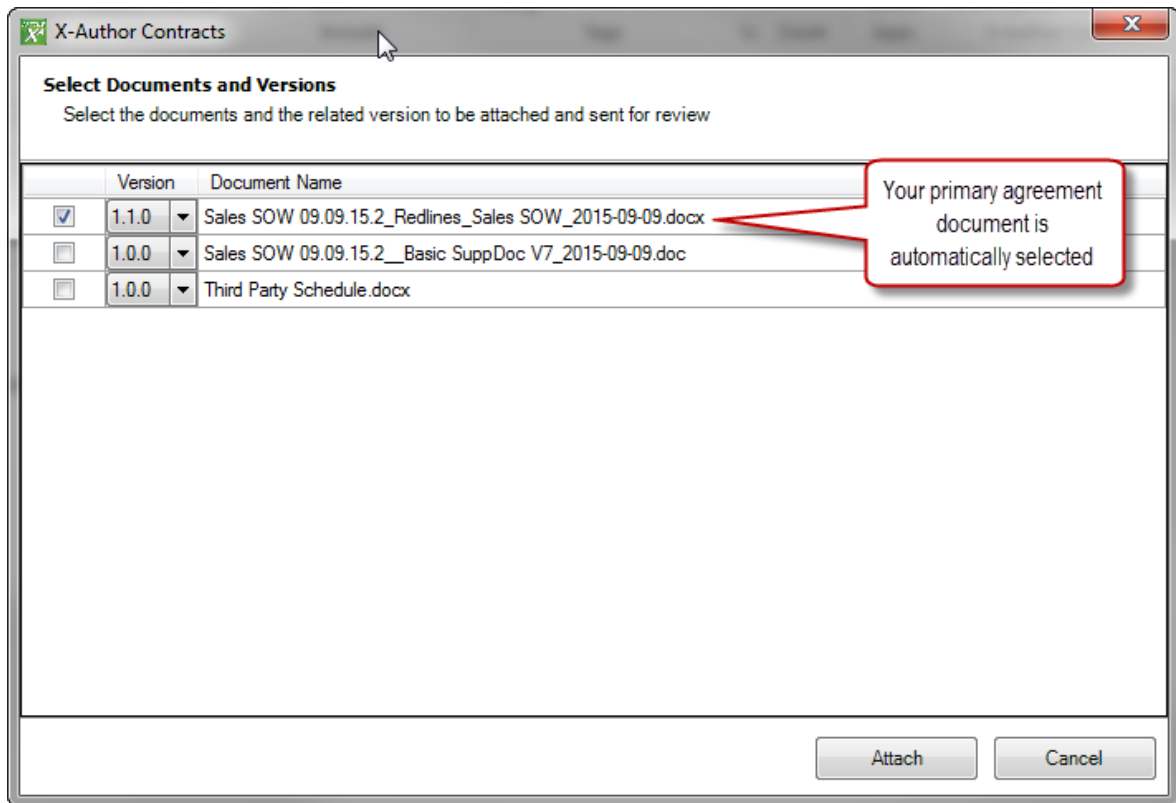 X-Author Contracts
X
Select Documents and Versions
Select the documents and the related version to be attached and sent for review
Version Document Name
1.1.0 Sales SOW 09.09.15.2_Redlines_Sales SOW_2015-09-09.docx
1.0.0 Sales SOW 09.09.15.2__Basic SuppDoc V7_2015-09-09.doc
1.0.0 Third Party Schedule.docx
Your primary agreement
document is
automatically selected
Attach Cancel